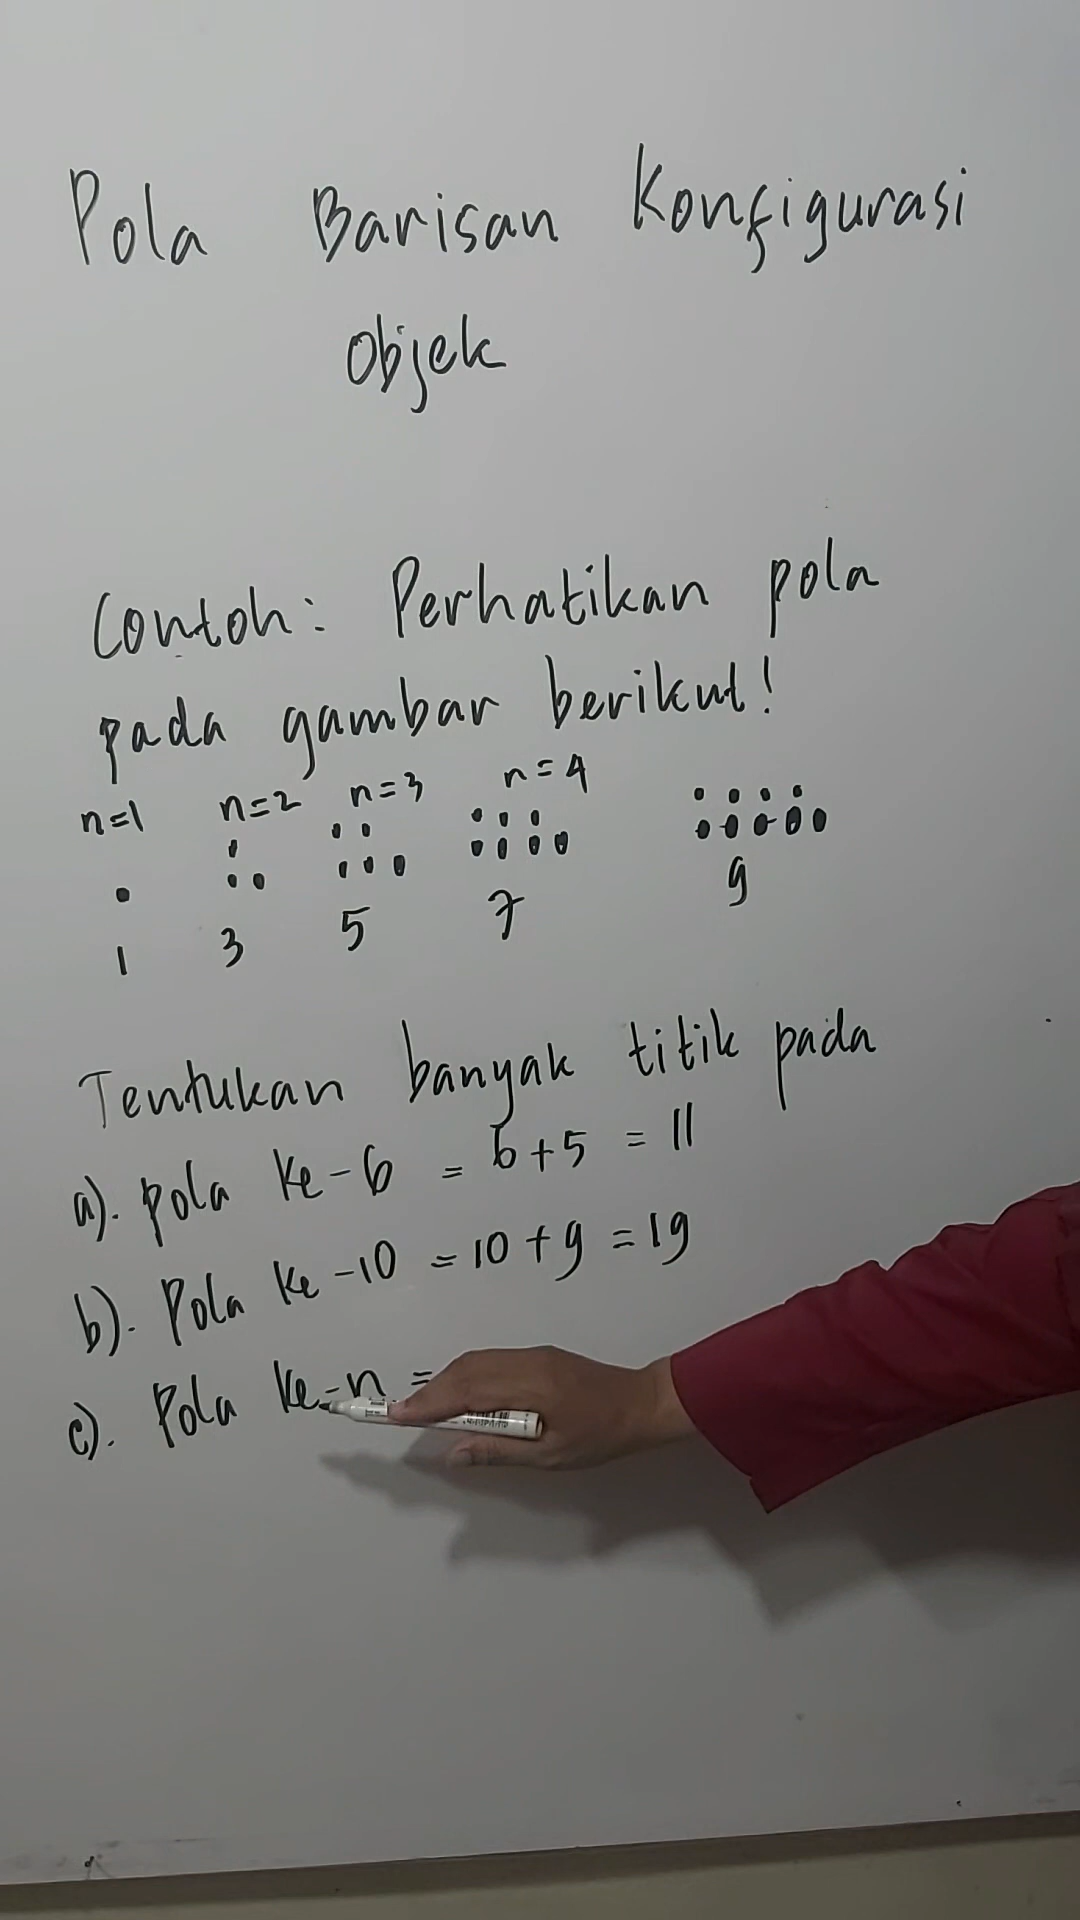 Pola Barisan Konfigurasi
Objek
Contoh: Perhatikan pola
pada gambar berikut!
n=1 n=2 n=3 n=4
1 3 5 7 9
Tentukan banyak titik pada
a). pola ke-6 = 6+5 = 11
b). Pola ke-10 = 10+9 = 19
c). Pola ke-n =